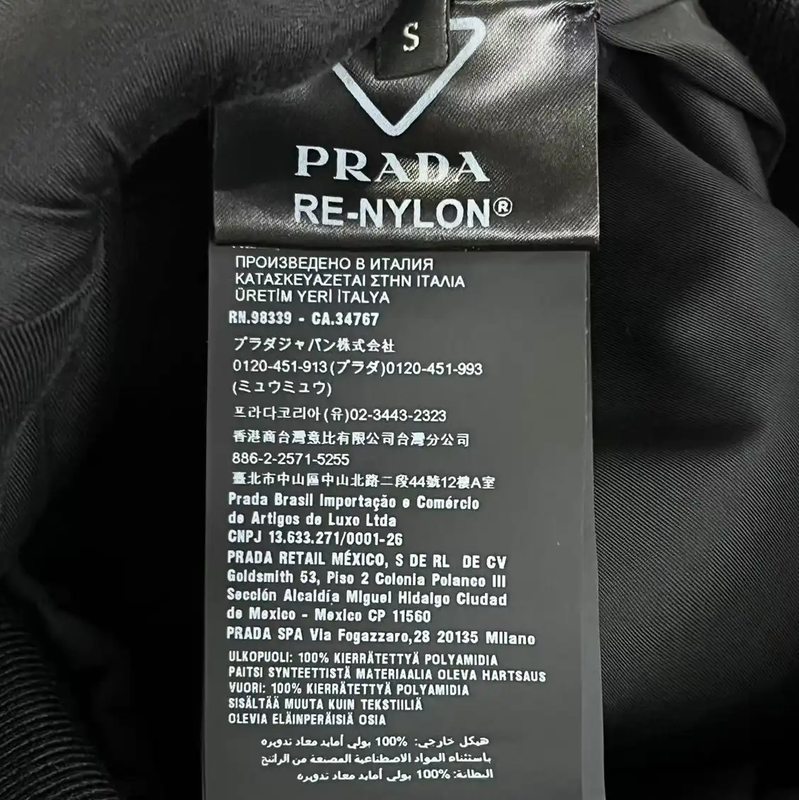 S
PRADA
RE-NYLON®
ПРОИЗВЕДЕНО В ИТАЛИЯ
ΚΑΤΑΣΚΕΥΑΖΕΤΑΙ ΣΤΗΝ ΙΤΑΛΙΑ
ÜRETİM YERİ İTALYA
RN.98339 - CA.34767
プラダジャパン株式会社
0120-451-913(プラダ)0120-451-993
(ミュウミュウ)
프라다코리아(유)02-3443-2323
香港商台灣意比有限公司台灣分公司
886-2-2571-5255
臺北市中山區中山北路二段44號12樓A室
Prada Brasil Importação e Comércio
de Artigos de Luxo Ltda
CNPJ 13.633.271/0001-26
PRADA RETAIL MÉXICO, S DE RL DE CV
Goldsmith 53, Piso 2 Colonia Polanco III
Sección Alcaldía Miguel Hidalgo Ciudad
de Mexico - Mexico CP 11560
PRADA SPA Via Fogazzaro,28 20135 Milano
ULKOPUOLI: 100% KIERRÄTETTYÄ POLYAMIDIA
PAITSI SYNTEETTISTÄ MATERIAALIA OLEVA HARTSAUS
VUORI: 100% KIERRÄTETTYÄ POLYAMIDIA
SISÄLTÄÄ MUUTA KUIN TEKSTIILIÄ
OLEVIA ELÄINPERÄISIÄ OSIA
هيكل خارجي: 100% بولي أمايد معاد تدويره
باستثناء المواد الاصطناعية المصنعة من الراتنج
البطانة: 100% بولي أمايد معاد تدويره